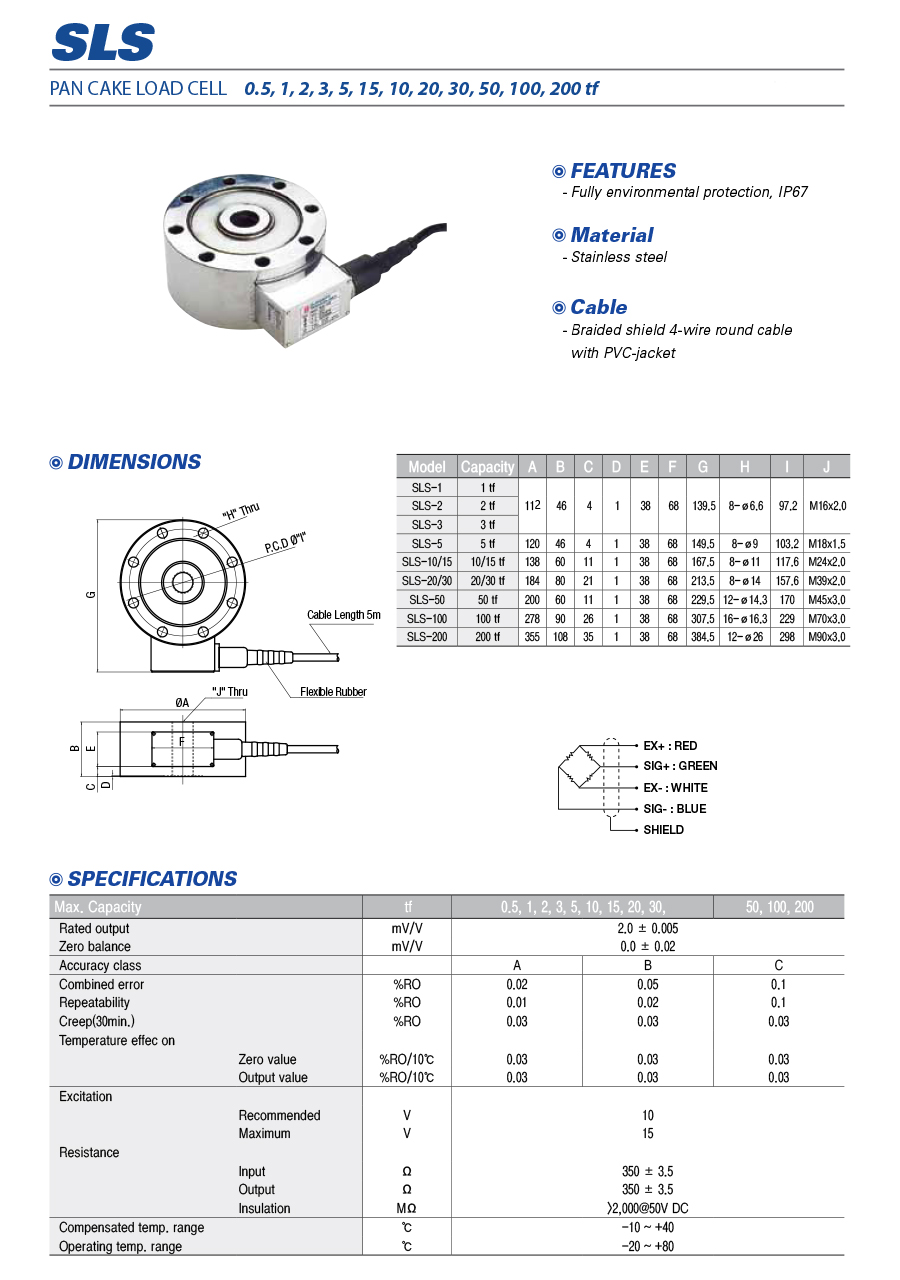 SLS
PAN CAKE LOAD CELL 0.5, 1, 2, 3, 5, 15, 10, 20, 30, 50, 100, 200 tf
FEATURES
- Fully environmental protection, IP67
Material
- Stainless steel
Cable
- Braided shield 4-wire round cable
with PVC-jacket
DIMENSIONS
"H" Thru
P.C.D Ø"I"
G
Cable Length 5m
Flexible Rubber
"J" Thru
ØA
B
E
F
C
D
Model Capacity A B C D E F G H I J
SLS-1 1 tf
SLS-2 2 tf 112 46 4 1 38 68 139.5 8-ø6.6 97.2 M16x2.0
SLS-3 3 tf
SLS-5 5 tf 120 46 4 1 38 68 149.5 8-ø9 103.2 M18x1.5
SLS-10/15 10/15 tf 138 60 11 1 38 68 167.5 8-ø11 117.6 M24x2.0
SLS-20/30 20/30 tf 184 80 21 1 38 68 213.5 8-ø14 157.6 M39x2.0
SLS-50 50 tf 200 60 11 1 38 68 229.5 12-ø14.3 170 M45x3.0
SLS-100 100 tf 278 90 26 1 38 68 307.5 16-ø16.3 229 M70x3.0
SLS-200 200 tf 355 108 35 1 38 68 384.5 12-ø26 298 M90x3.0
EX+ : RED
SIG+ : GREEN
EX- : WHITE
SIG- : BLUE
SHIELD
SPECIFICATIONS
Max. Capacity tf 0.5, 1, 2, 3, 5, 10, 15, 20, 30, 50, 100, 200
Rated output mV/V 2.0 ± 0.005
Zero balance mV/V 0.0 ± 0.02
Accuracy class A B C
Combined error %RO 0.02 0.05 0.1
Repeatability %RO 0.01 0.02 0.1
Creep(30min.) %RO 0.03 0.03 0.03
Temperature effec on
Zero value %RO/10℃ 0.03 0.03 0.03
Output value %RO/10℃ 0.03 0.03 0.03
Excitation
Recommended V 10
Maximum V 15
Resistance
Input Ω 350 ± 3.5
Output Ω 350 ± 3.5
Insulation MΩ >2,000@50V DC
Compensated temp. range ℃ -10 ~ +40
Operating temp. range ℃ -20 ~ +80